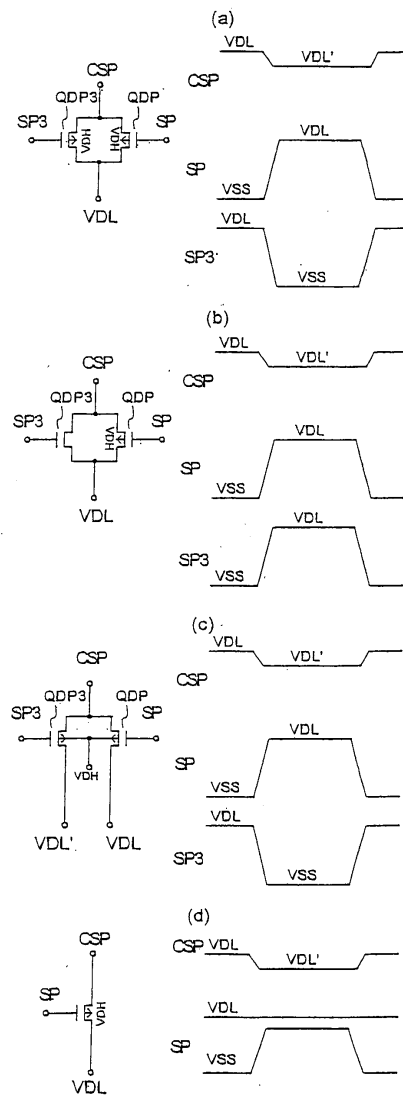 (a)
CSP
QDP3 QDP
SP3 VDH VDH SP
VDL
VDL VDL'
CSP
VDL
SP
VSS
VDL
SP3
VSS
(b)
CSP
QDP3 QDP
SP3 VDH SP
VDL
VDL VDL'
CSP
VDL
SP
VSS
VDL
SP3
VSS
(c)
CSP
QDP3 QDP
SP3 SP
VDH
VDL' VDL
VDL VDL'
CSP
VDL
SP
VSS
VDL
SP3
VSS
(d)
CSP
SP VDH
VDL
CSP VDL VDL'
VDL
SP
VSS